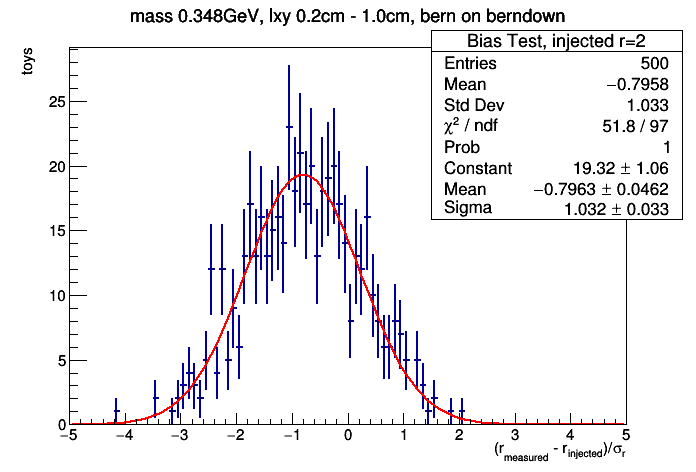 mass 0.348GeV, lxy 0.2cm - 1.0cm, bern on berndown
toys
Bias Test, injected r=2
Entries 500
Mean −0.7958
Std Dev 1.033
χ² / ndf 51.8 / 97
Prob 1
Constant 19.32 ± 1.06
Mean −0.7963 ± 0.0462
Sigma 1.032 ± 0.033
25
20
15
10
5
0
−5 −4 −3 −2 −1 0 1 2 3 4 5
(r_measured - r_injected)/σ_r